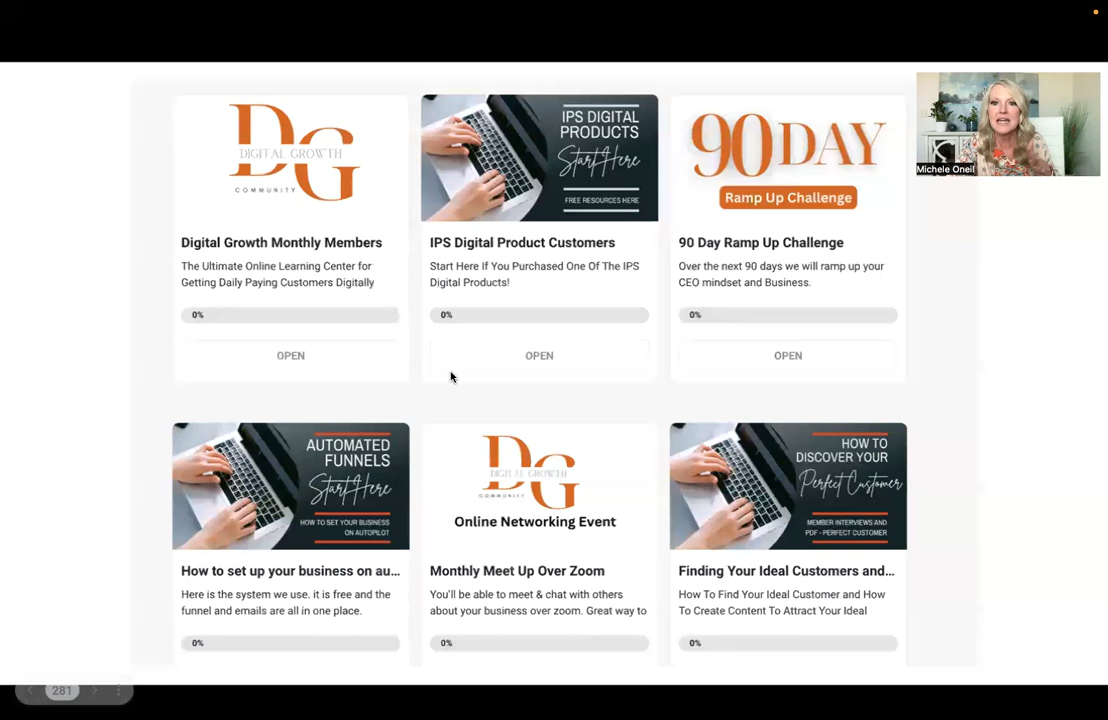 DG
DIGITAL GROWTH
COMMUNITY
Digital Growth Monthly Members
The Ultimate Online Learning Center for
Getting Daily Paying Customers Digitally
0%
OPEN
IPS DIGITAL
PRODUCTS
Start Here
FREE RESOURCES HERE
IPS Digital Product Customers
Start Here If You Purchased One Of The IPS
Digital Products!
0%
OPEN
90 DAY
Ramp Up Challenge
90 Day Ramp Up Challenge
Over the next 90 days we will ramp up your
CEO mindset and Business.
0%
OPEN
Michele Oneil
AUTOMATED
FUNNELS
Start Here
HOW TO SET YOUR BUSINESS
ON AUTOPILOT
How to set up your business on au...
Here is the system we use. it is free and the
funnel and emails are all in one place.
0%
DG
DIGITAL GROWTH
COMMUNITY
Online Networking Event
Monthly Meet Up Over Zoom
You'll be able to meet & chat with others
about your business over zoom. Great way to
0%
HOW TO
DISCOVER YOUR
Perfect Customer
MEMBER INTERVIEWS AND
PDF - PERFECT CUSTOMER
Finding Your Ideal Customers and...
How To Find Your Ideal Customer and How
To Create Content To Attract Your Ideal
0%
281